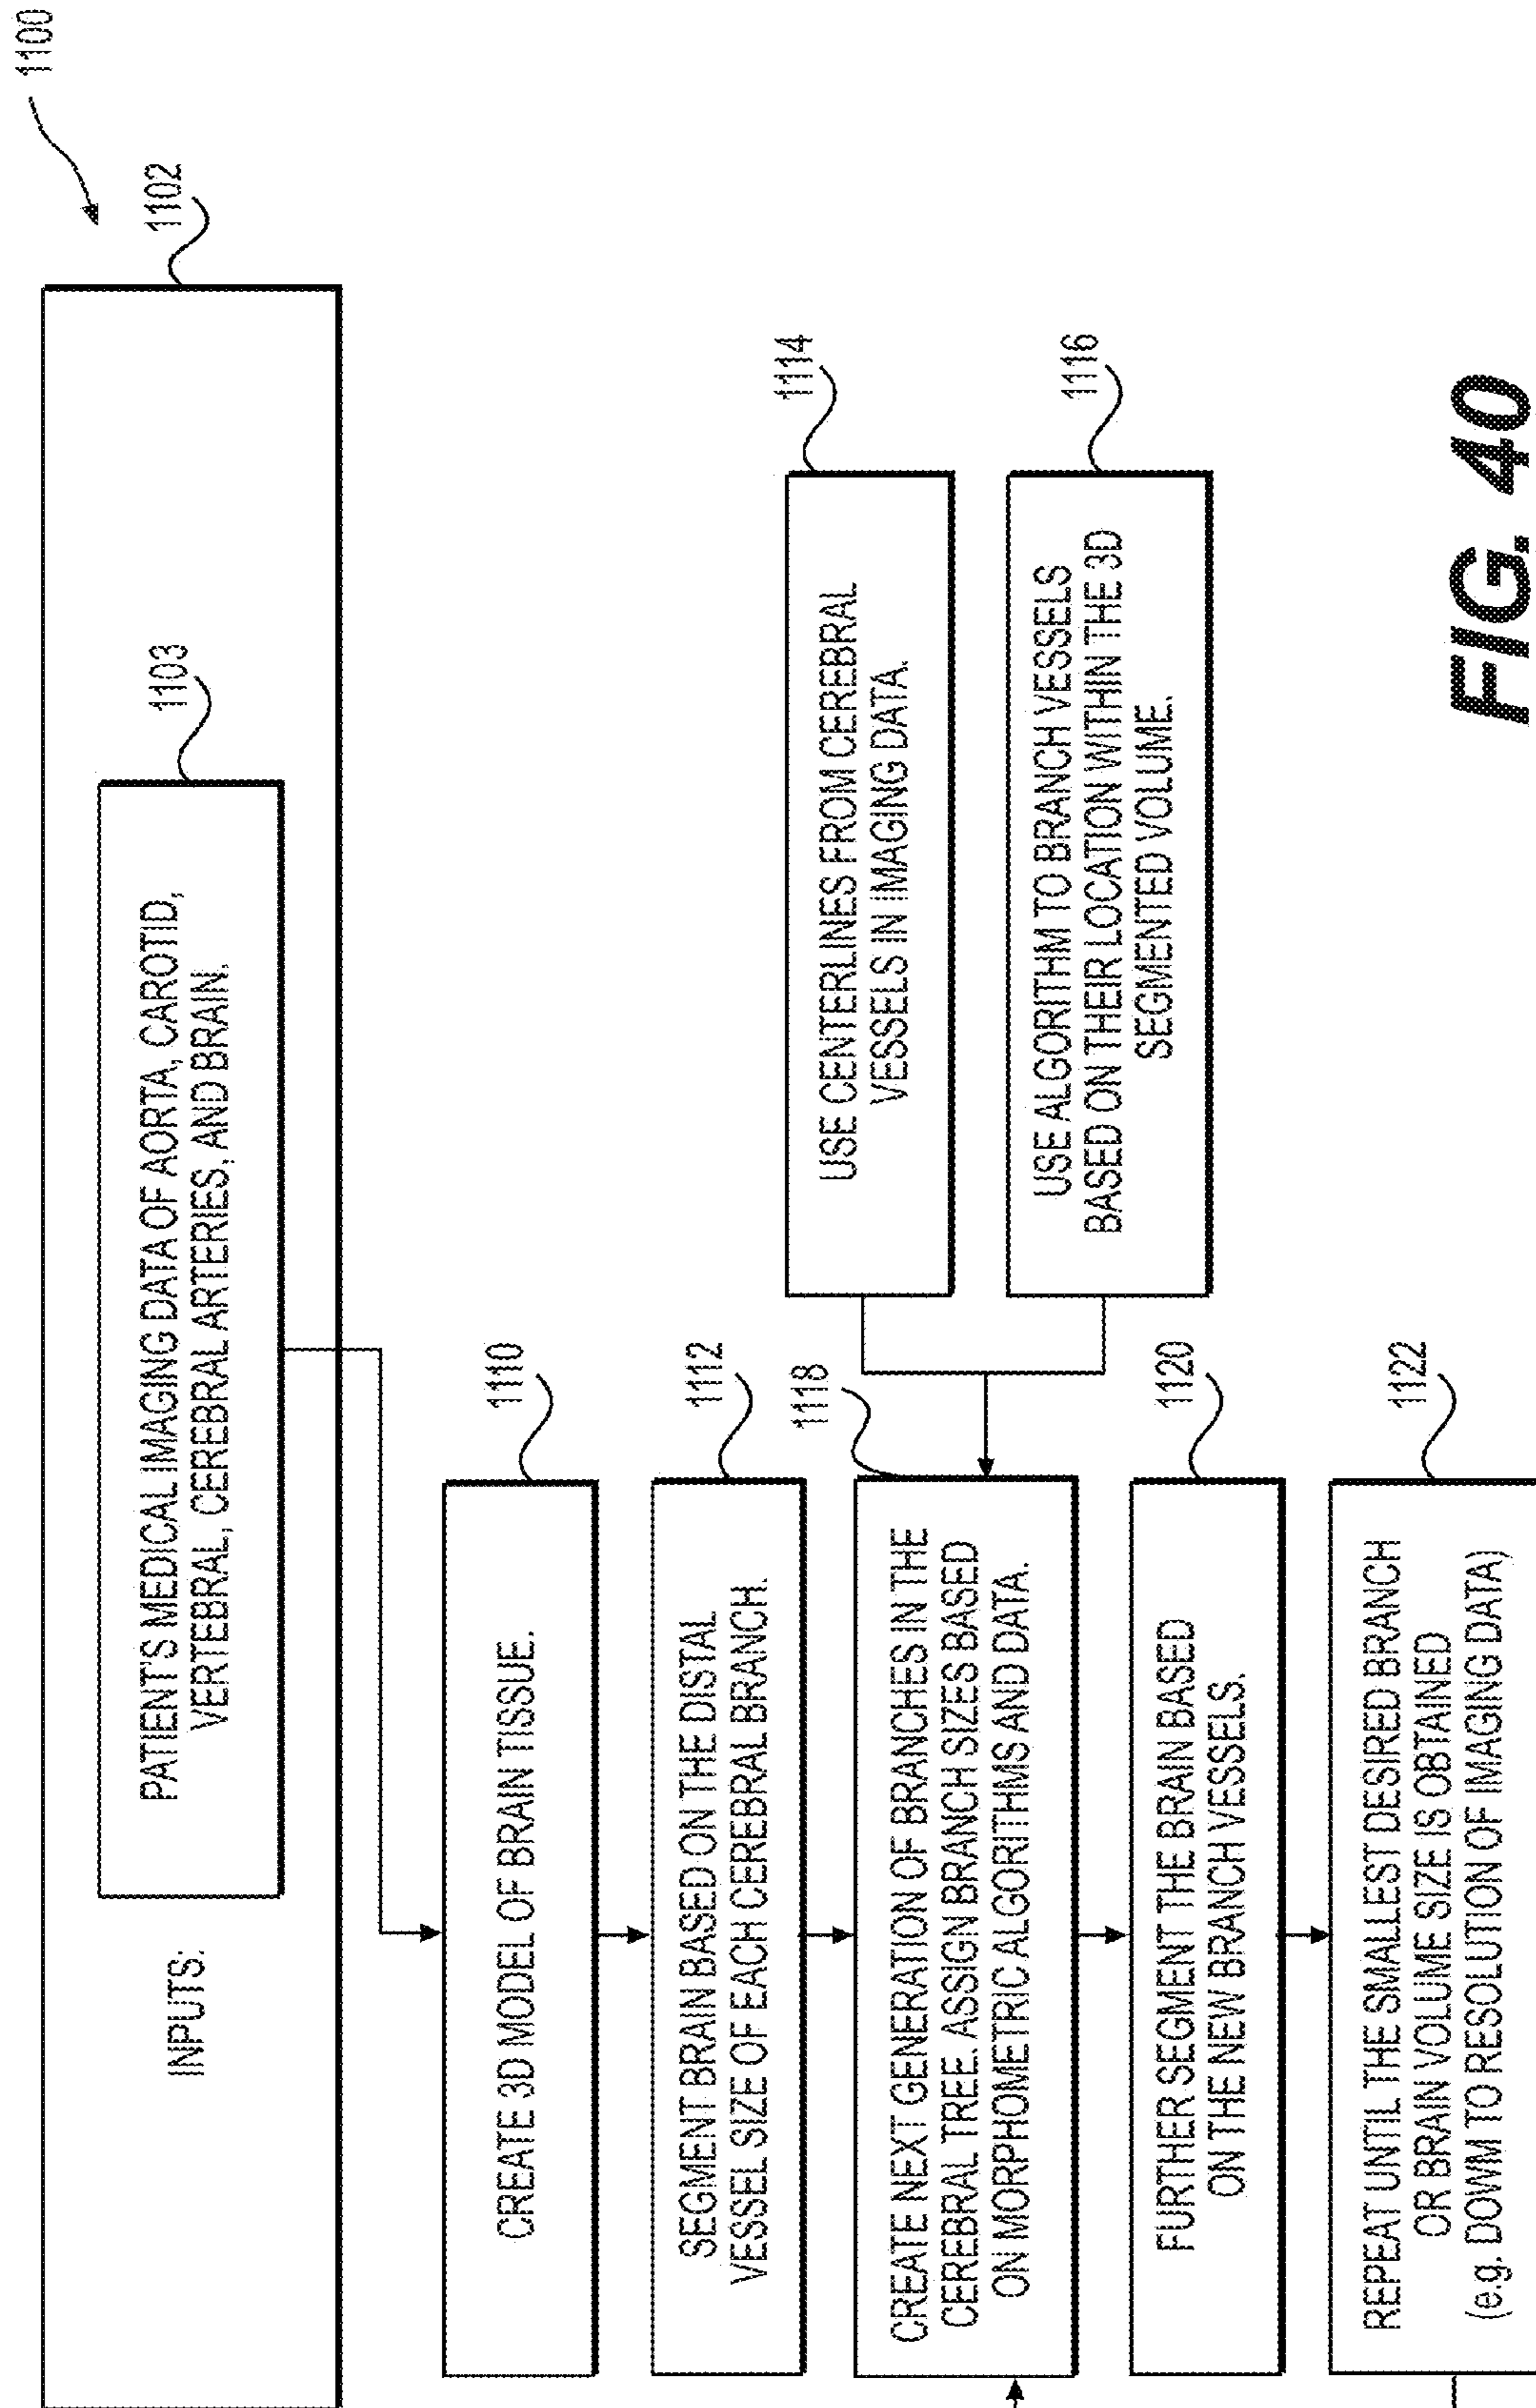 1100
1102
INPUTS:
1103
PATIENT'S MEDICAL IMAGING DATA OF AORTA, CAROTID,
VERTEBRAL, CEREBRAL ARTERIES, AND BRAIN.
1110
CREATE 3D MODEL OF BRAIN TISSUE.
1112
SEGMENT BRAIN BASED ON THE DISTAL
VESSEL SIZE OF EACH CEREBRAL BRANCH.
1114
USE CENTERLINES FROM CEREBRAL
VESSELS IN IMAGING DATA.
1116
USE ALGORITHM TO BRANCH VESSELS
BASED ON THEIR LOCATION WITHIN THE 3D
SEGMENTED VOLUME.
1118
CREATE NEXT GENERATION OF BRANCHES IN THE
CEREBRAL TREE. ASSIGN BRANCH SIZES BASED
ON MORPHOMETRIC ALGORITHMS AND DATA.
1120
FURTHER SEGMENT THE BRAIN BASED
ON THE NEW BRANCH VESSELS.
1122
REPEAT UNTIL THE SMALLEST DESIRED BRANCH
OR BRAIN VOLUME SIZE IS OBTAINED
(e.g. DOWM TO RESOLUTION OF IMAGING DATA)
FIG. 40